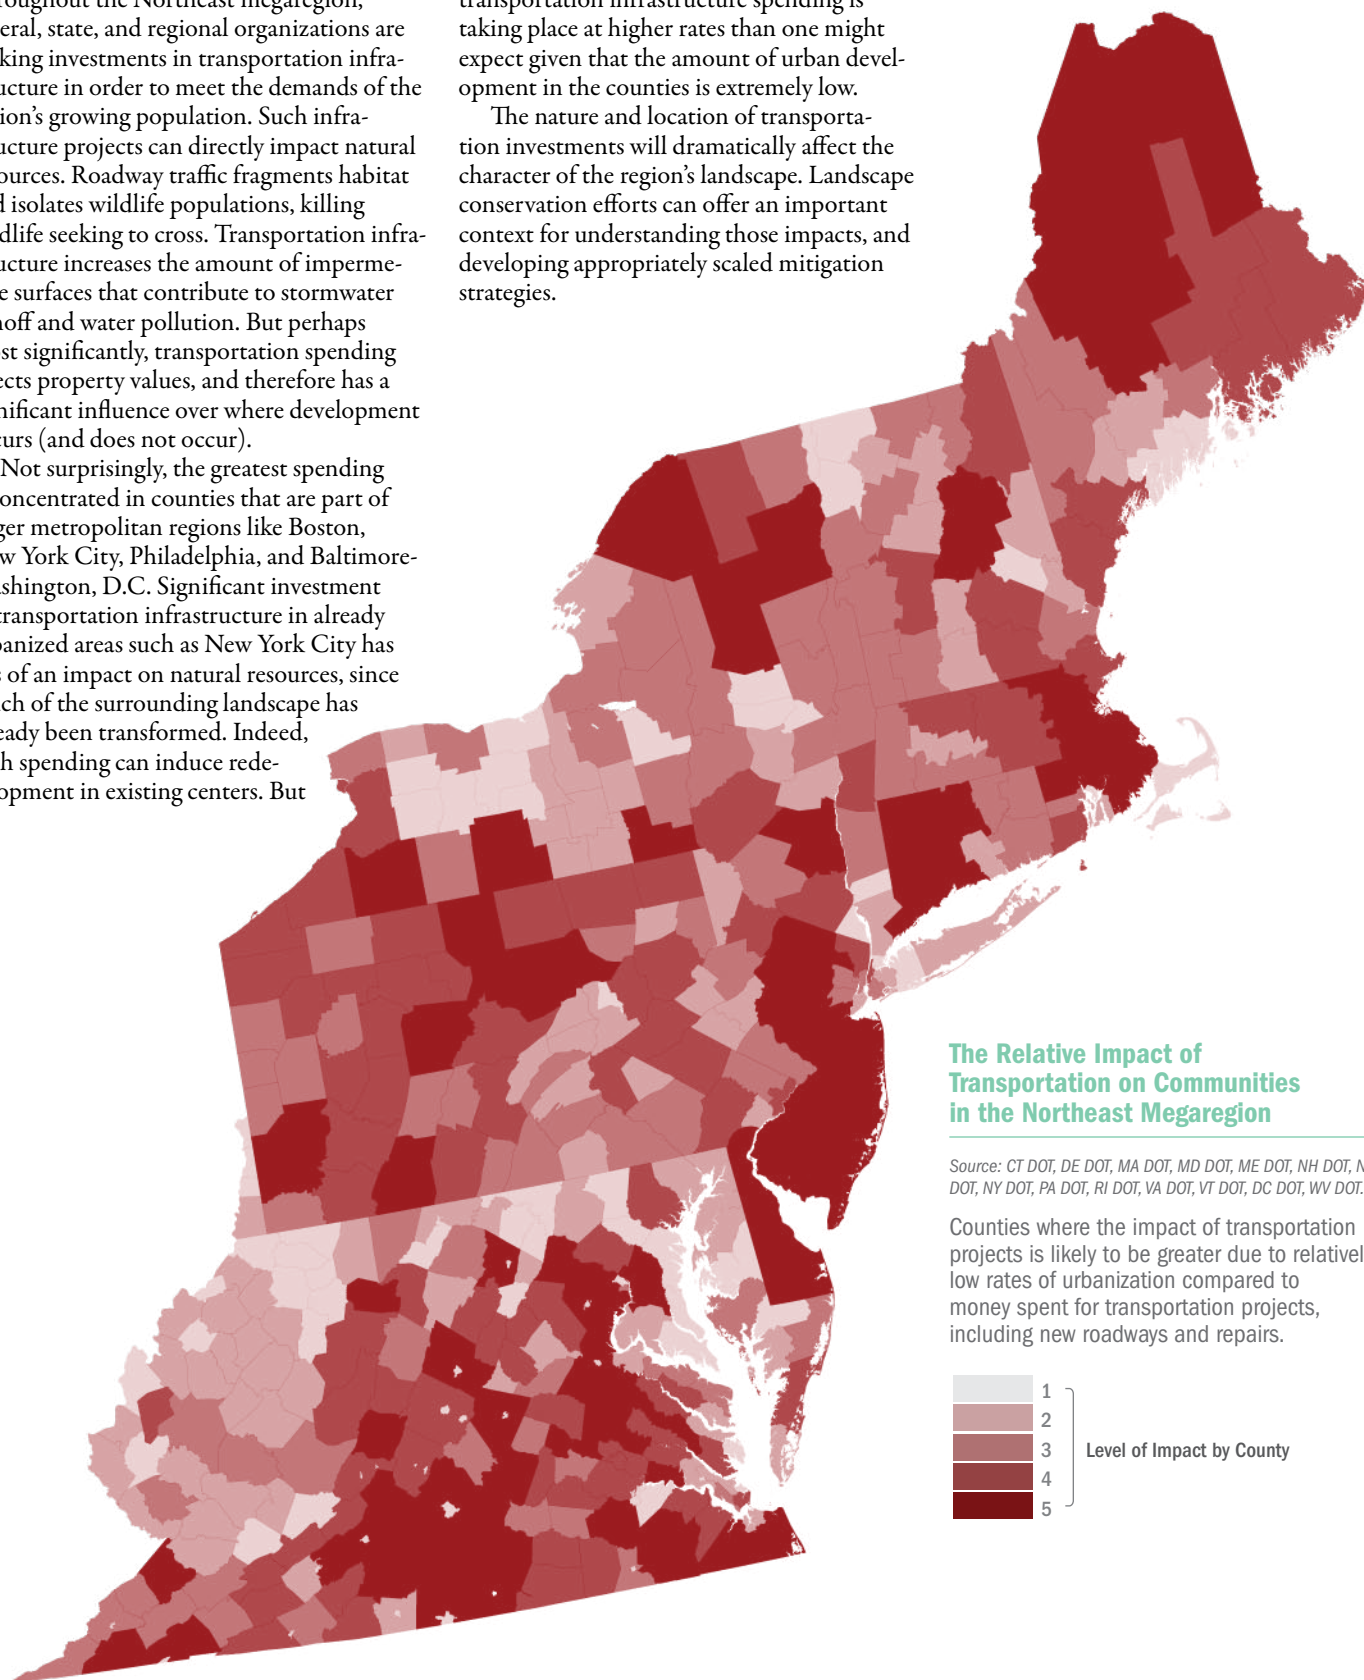 roughout the Northeast megaregion,
eral, state, and regional organizations are
king investments in transportation infra-
ucture in order to meet the demands of the
ion's growing population. Such infra-
ucture projects can directly impact natural
ources. Roadway traffic fragments habitat
d isolates wildlife populations, killing
dlife seeking to cross. Transportation infra-
ucture increases the amount of imperme-
e surfaces that contribute to stormwater
noff and water pollution. But perhaps
st significantly, transportation spending
ects property values, and therefore has a
nificant influence over where development
curs (and does not occur).
Not surprisingly, the greatest spending
oncentrated in counties that are part of
ger metropolitan regions like Boston,
w York City, Philadelphia, and Baltimore-
shington, D.C. Significant investment
transportation infrastructure in already
anized areas such as New York City has
s of an impact on natural resources, since
ch of the surrounding landscape has
eady been transformed. Indeed,
h spending can induce rede-
opment in existing centers. But
transportation infrastructure spending is
taking place at higher rates than one might
expect given that the amount of urban devel-
opment in the counties is extremely low.
The nature and location of transporta-
tion investments will dramatically affect the
character of the region's landscape. Landscape
conservation efforts can offer an important
context for understanding those impacts, and
developing appropriately scaled mitigation
strategies.
The Relative Impact of
Transportation on Communities
in the Northeast Megaregion
Source: CT DOT, DE DOT, MA DOT, MD DOT, ME DOT, NH DOT, N
DOT, NY DOT, PA DOT, RI DOT, VA DOT, VT DOT, DC DOT, WV DOT.
Counties where the impact of transportation
projects is likely to be greater due to relativel
low rates of urbanization compared to
money spent for transportation projects,
including new roadways and repairs.
1
2
3
4
5
Level of Impact by County